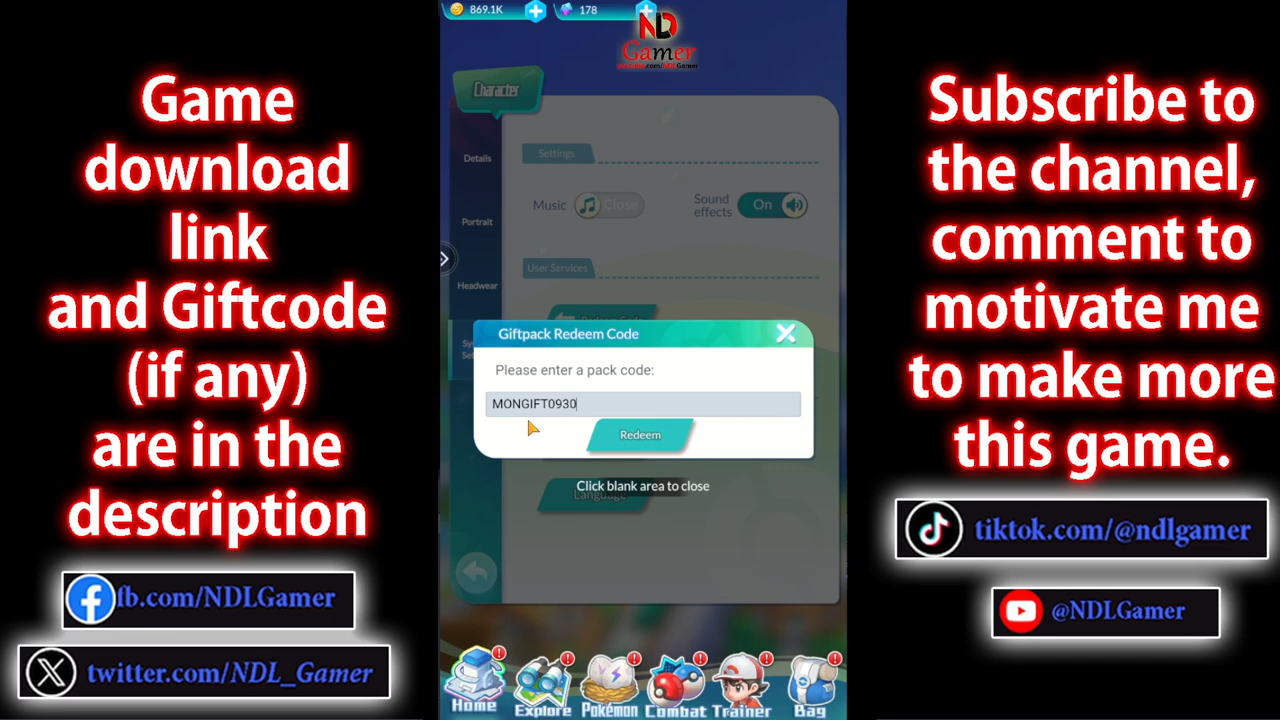 Game
download
link
and Giftcode
(if any)
are in the
description
fb.com/NDLGamer
twitter.com/NDL_Gamer
869.1K
178
ND
Gamer
Character
Details
Portrait
Headwear
Settings
Music
Close
Sound
effects
On
User Services
Giftpack Redeem Code
Please enter a pack code:
MONGIFT0930
Redeem
Click blank area to close
Language
Home
Explore
Pokémon
Combat
Trainer
Bag
Subscribe to
the channel,
comment to
motivate me
to make more
this game.
tiktok.com/@ndlgamer
@NDLGamer